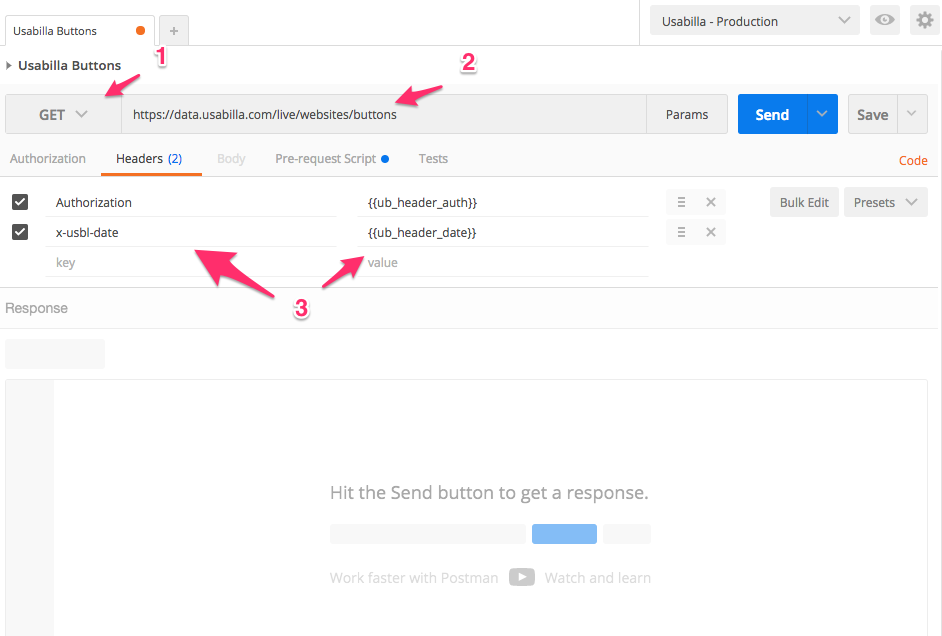 Usabilla Buttons
+
Usabilla - Production
1
Usabilla Buttons
2
GET
https://data.usabilla.com/live/websites/buttons
Params
Send
Save
Authorization
Headers (2)
Body
Pre-request Script
Tests
Code
Authorization
{{ub_header_auth}}
Bulk Edit
Presets
x-usbl-date
{{ub_header_date}}
key
value
3
Response
Hit the Send button to get a response.
Work faster with Postman
Watch and learn